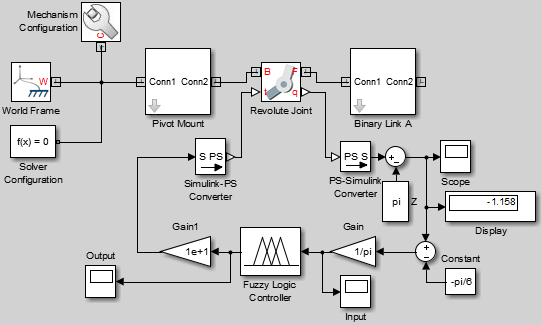 Mechanism
Configuration
C
W
World Frame
Conn1 Conn2
Pivot Mount
B F
t q
Revolute Joint
Conn1 Conn2
Binary Link A
f(x) = 0
Solver
Configuration
S PS
Simulink-PS
Converter
PS S
PS-Simulink
Converter
+
-
pi
Z
Scope
-1.158
Display
Gain1
1e+1
Output
Fuzzy Logic
Controller
Gain
1/pi
Input
+
-
Constant
-pi/6